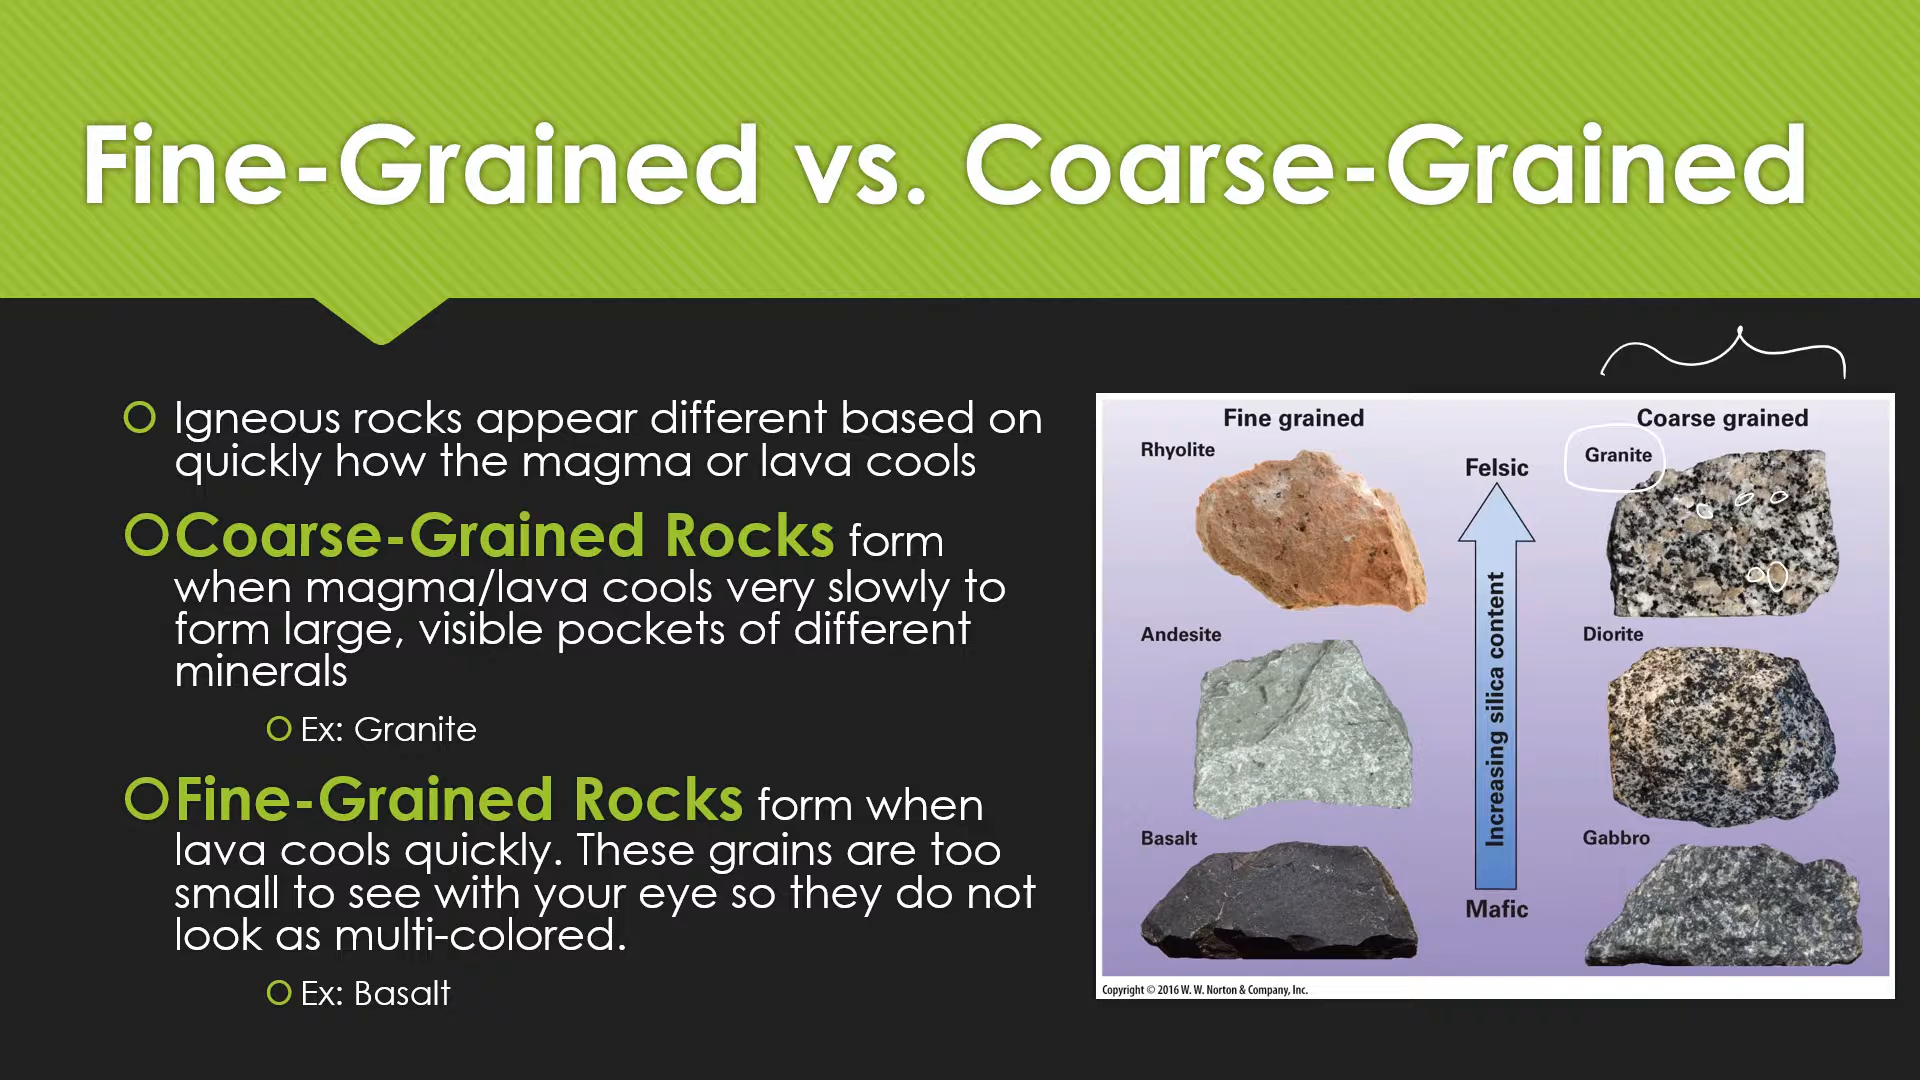 Fine-Grained vs. Coarse-Grained
Igneous rocks appear different based on
quickly how the magma or lava cools
Coarse-Grained Rocks form
when magma/lava cools very slowly to
form large, visible pockets of different
minerals
Ex: Granite
Fine-Grained Rocks form when
lava cools quickly. These grains are too
small to see with your eye so they do not
look as multi-colored.
Ex: Basalt
Fine grained
Coarse grained
Rhyolite
Felsic
Granite
Andesite
Increasing silica content
Diorite
Basalt
Gabbro
Mafic
Copyright © 2016 W. W. Norton & Company, Inc.